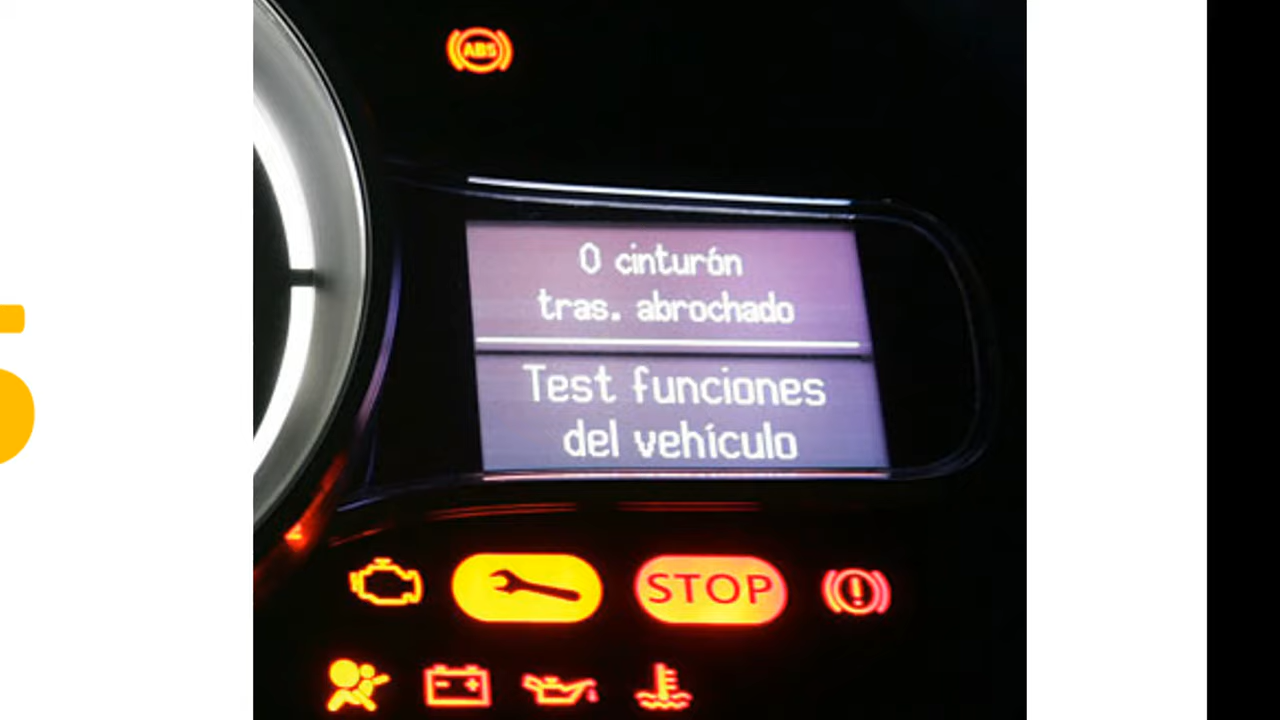 ABS
0 cinturón
tras. abrochado
Test funciones
del vehículo
STOP